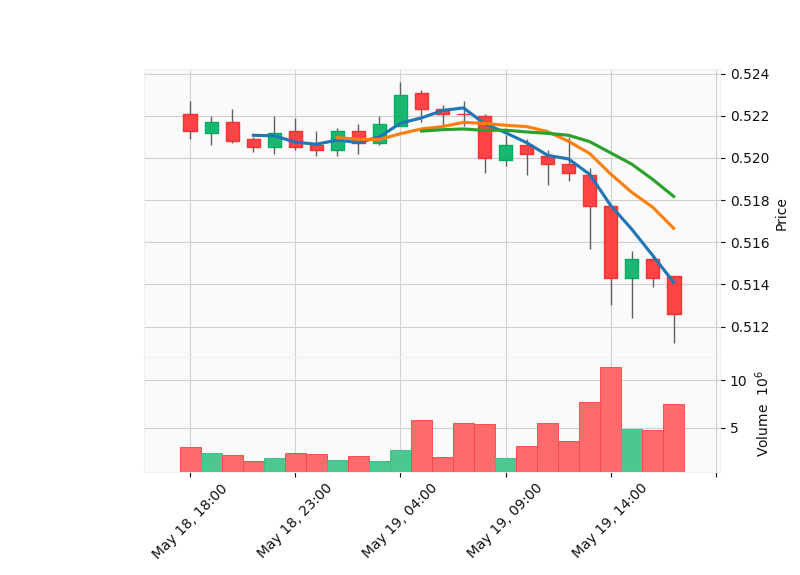 0.524
0.522
0.520
0.518
0.516
0.514
0.512
Price
10
5
Volume 10⁶
May 18, 18:00
May 18, 23:00
May 19, 04:00
May 19, 09:00
May 19, 14:00